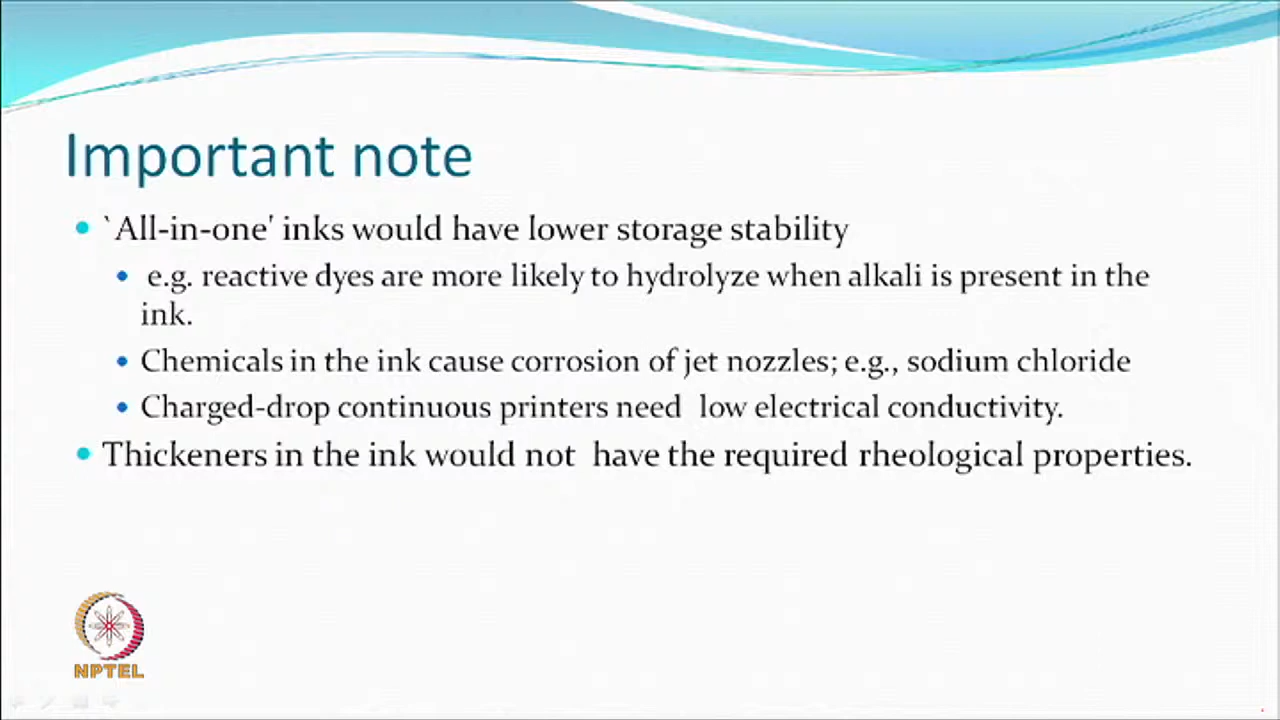 Important note
`All-in-one' inks would have lower storage stability
e.g. reactive dyes are more likely to hydrolyze when alkali is present in the
ink.
Chemicals in the ink cause corrosion of jet nozzles; e.g., sodium chloride
Charged-drop continuous printers need low electrical conductivity.
Thickeners in the ink would not have the required rheological properties.
NPTEL